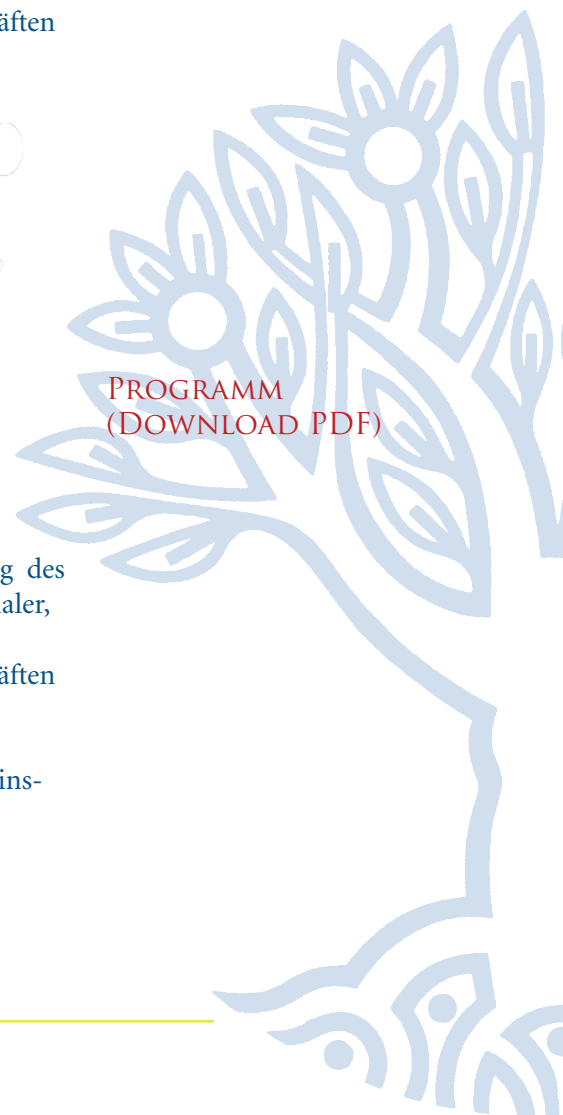 äften
PROGRAMM
(DOWNLOAD PDF)
g des
aler,
äften
ins-